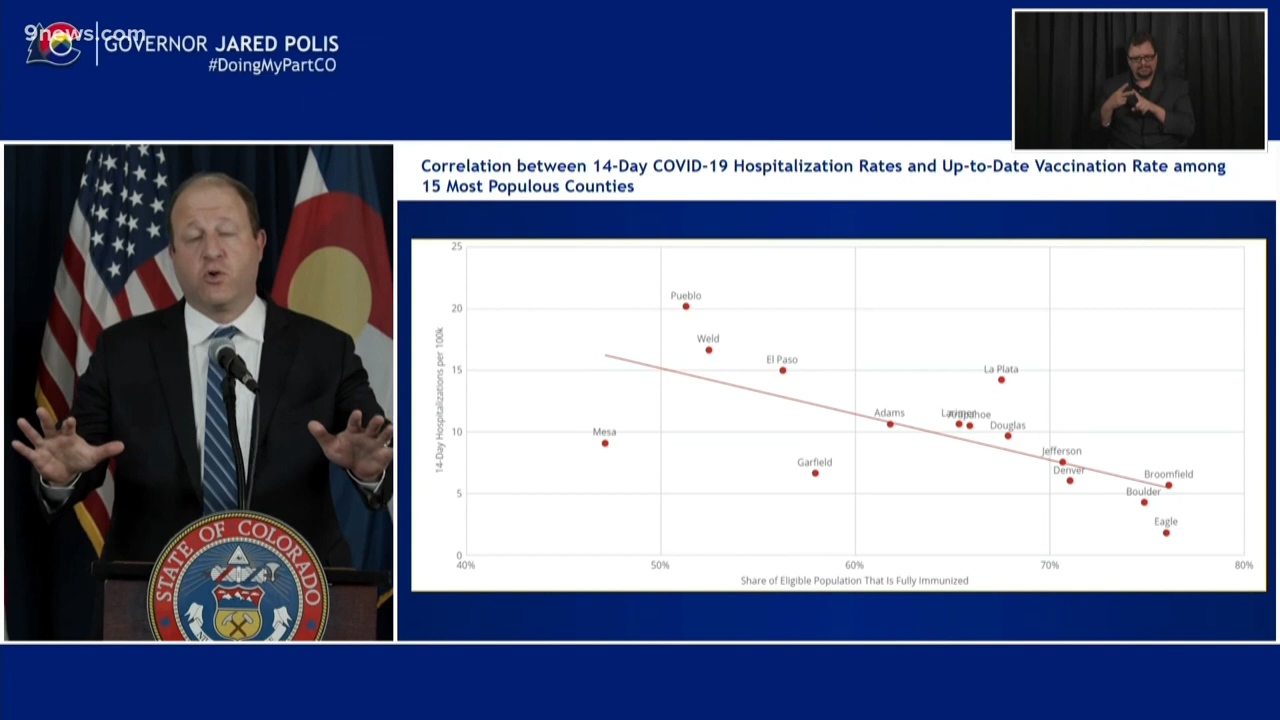 9news.com
GOVERNOR JARED POLIS
#DoingMyPartCO
Correlation between 14-Day COVID-19 Hospitalization Rates and Up-to-Date Vaccination Rate among
15 Most Populous Counties
25
20
15
10
5
0
14-Day Hospitalizations per 100k
Pueblo
Weld
El Paso
La Plata
Adams
Larimer
Arapahoe
Douglas
Mesa
Jefferson
Garfield
Denver
Broomfield
Boulder
Eagle
40%
50%
60%
70%
80%
Share of Eligible Population That Is Fully Immunized
STATE OF COLORADO